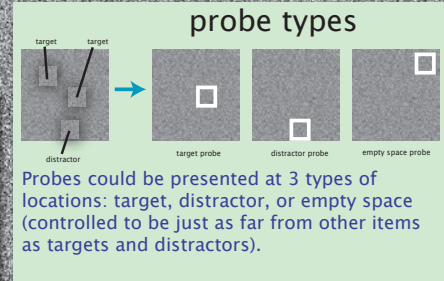 probe types
target target
distractor
target probe distractor probe empty space probe
Probes could be presented at 3 types of
locations: target, distractor, or empty space
(controlled to be just as far from other items
as targets and distractors).